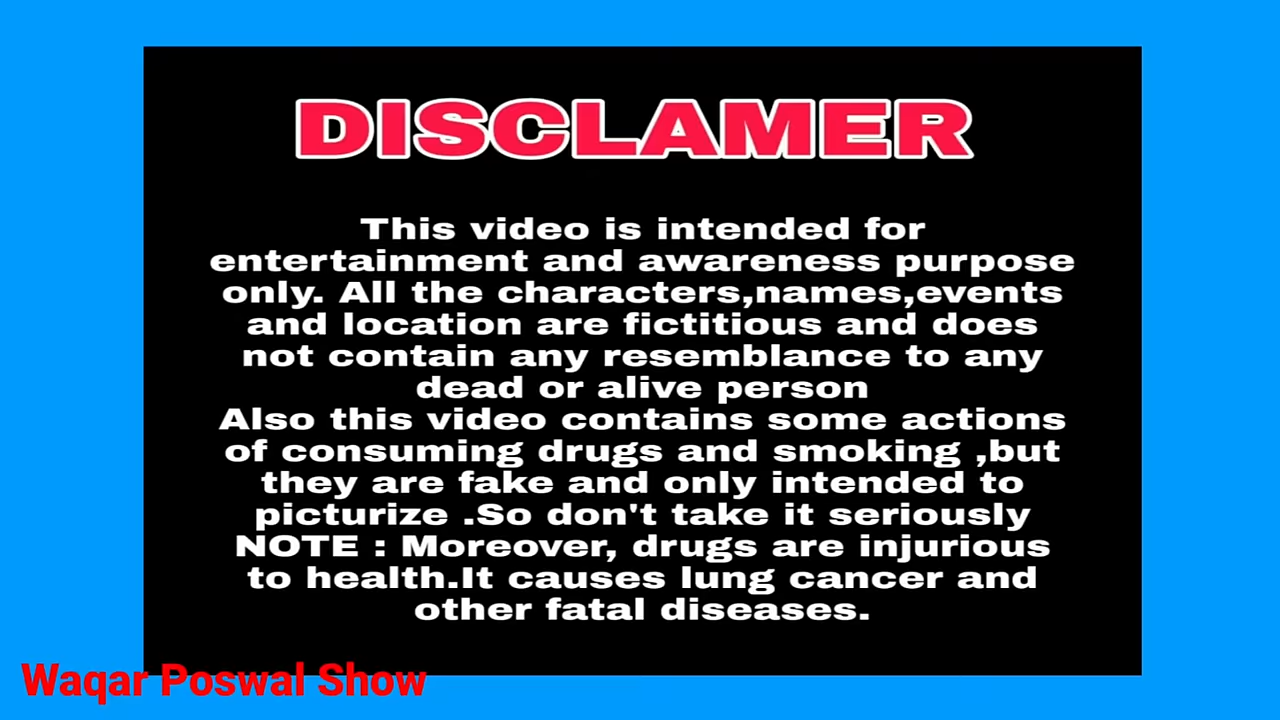 DISCLAMER
This video is intended for
entertainment and awareness purpose
only. All the characters,names,events
and location are fictitious and does
not contain any resemblance to any
dead or alive person
Also this video contains some actions
of consuming drugs and smoking ,but
they are fake and only intended to
picturize .So don't take it seriously
NOTE : Moreover, drugs are injurious
to health.It causes lung cancer and
other fatal diseases.
Waqar Poswal Show